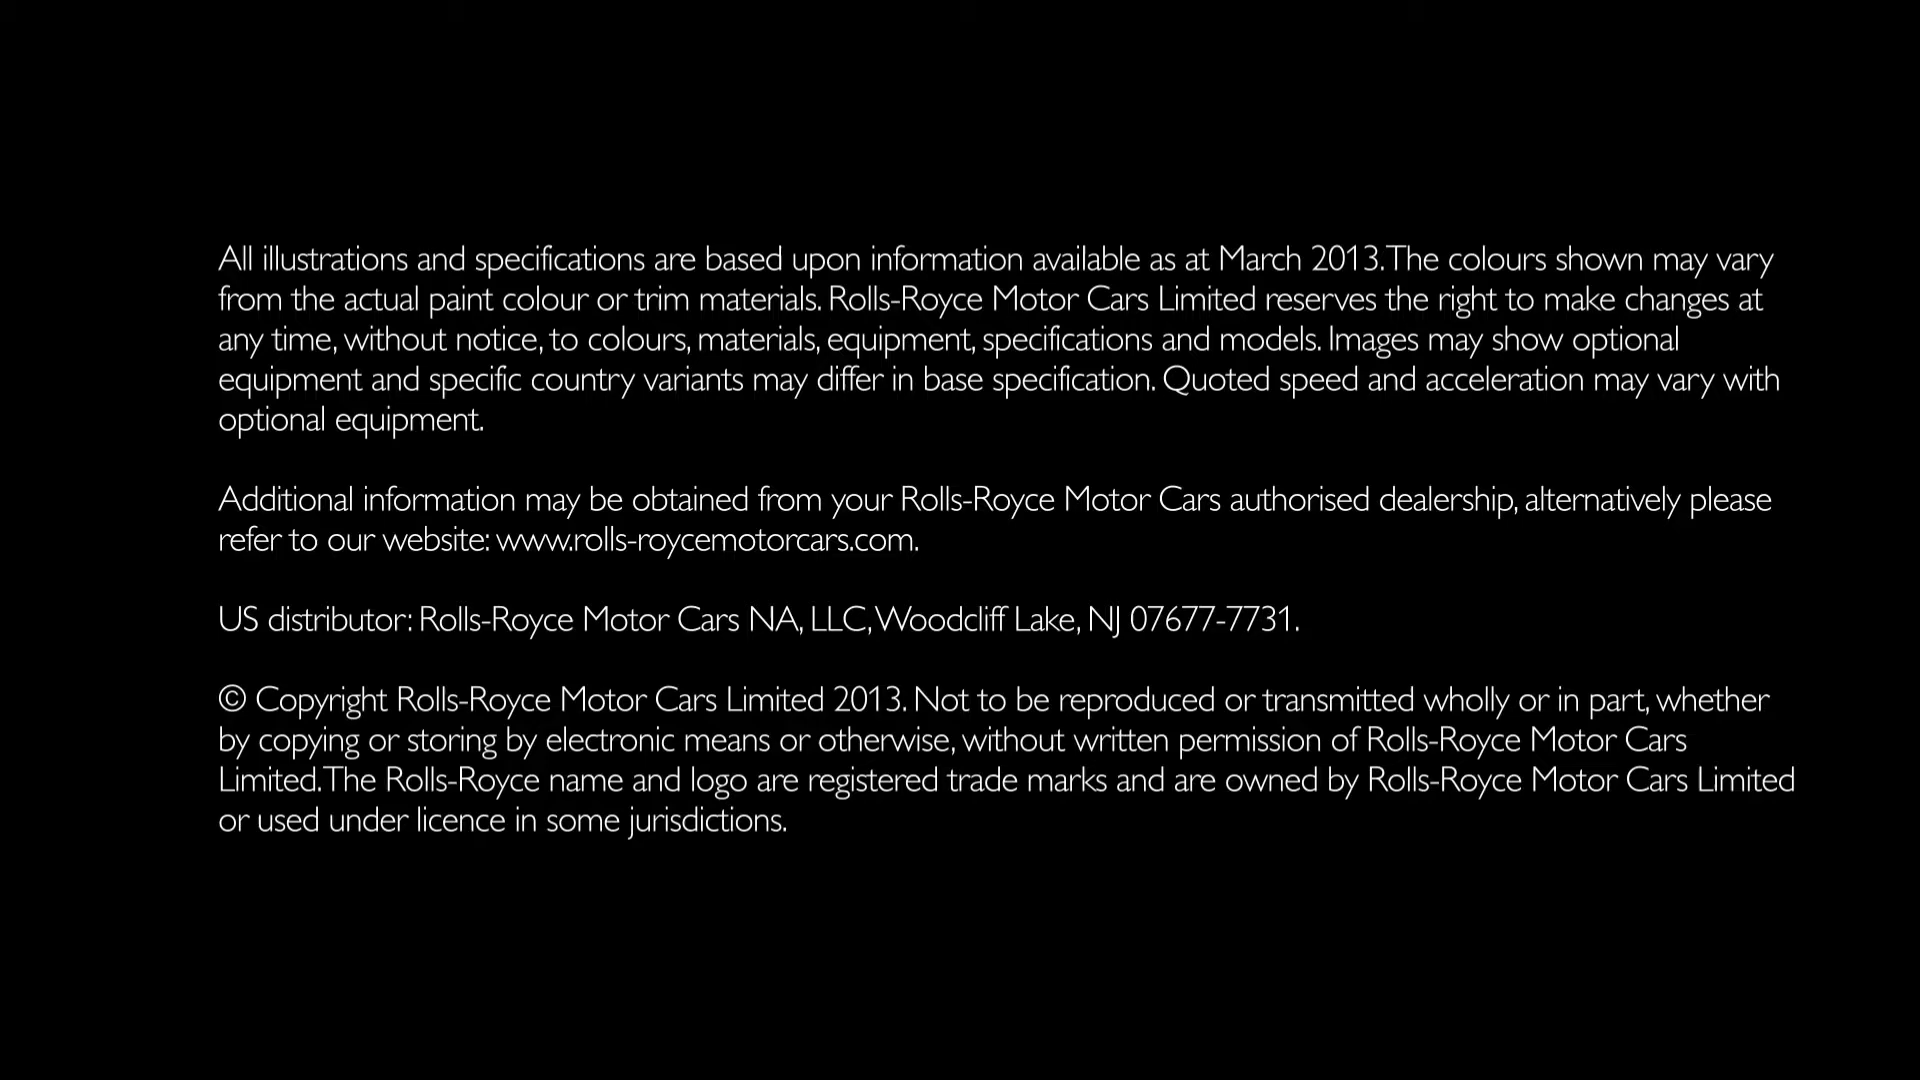 All illustrations and specifications are based upon information available as at March 2013. The colours shown may vary
from the actual paint colour or trim materials. Rolls-Royce Motor Cars Limited reserves the right to make changes at
any time, without notice, to colours, materials, equipment, specifications and models. Images may show optional
equipment and specific country variants may differ in base specification. Quoted speed and acceleration may vary with
optional equipment.
Additional information may be obtained from your Rolls-Royce Motor Cars authorised dealership, alternatively please
refer to our website: www.rolls-roycemotorcars.com.
US distributor: Rolls-Royce Motor Cars NA, LLC, Woodcliff Lake, NJ 07677-7731.
© Copyright Rolls-Royce Motor Cars Limited 2013. Not to be reproduced or transmitted wholly or in part, whether
by copying or storing by electronic means or otherwise, without written permission of Rolls-Royce Motor Cars
Limited. The Rolls-Royce name and logo are registered trade marks and are owned by Rolls-Royce Motor Cars Limited
or used under licence in some jurisdictions.